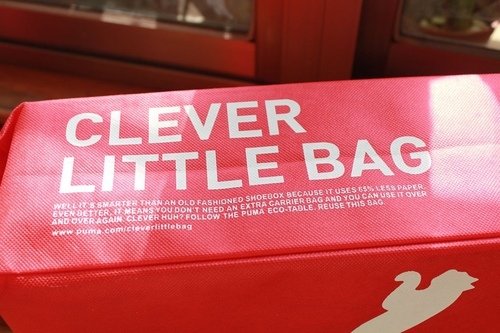 CLEVER
LITTLE BAG
WELL IT'S SMARTER THAN AN OLD FASHIONED SHOEBOX BECAUSE IT USES 65% LESS PAPER.
EVEN BETTER, IT MEANS YOU DON'T NEED AN EXTRA CARRIER BAG AND YOU CAN USE IT OVER
AND OVER AGAIN. CLEVER HUH? FOLLOW THE PUMA ECO-TABLE. REUSE THIS BAG.
www.puma.com/cleverlittlebag